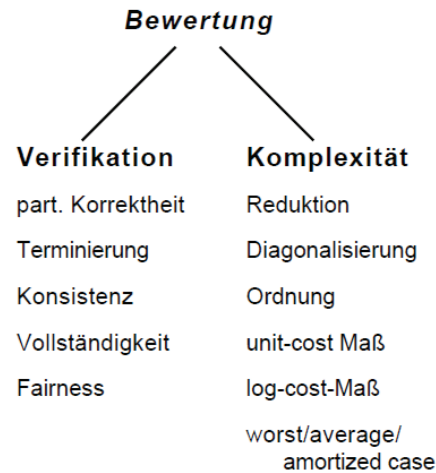 Bewertung
Verifikation
part. Korrektheit
Terminierung
Konsistenz
Vollständigkeit
Fairness
Komplexität
Reduktion
Diagonalisierung
Ordnung
unit-cost Maß
log-cost-Maß
worst/average/
amortized case